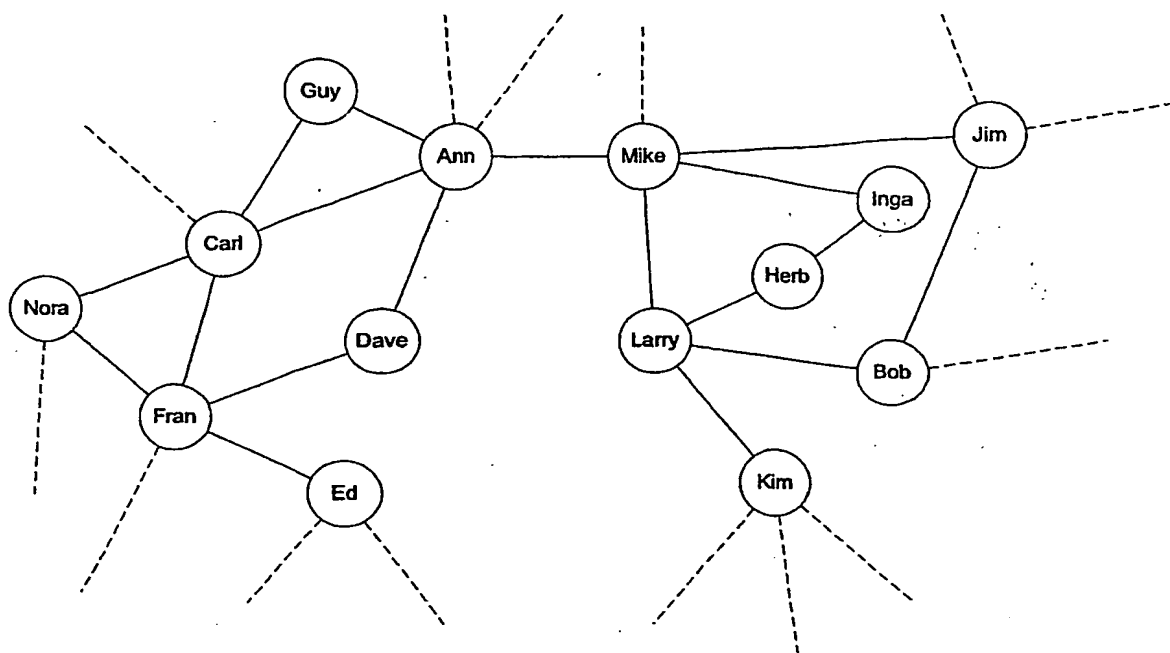 Guy
Ann
Mike
Jim
Inga
Carl
Herb
Nora
Dave
Larry
Bob
Fran
Ed
Kim